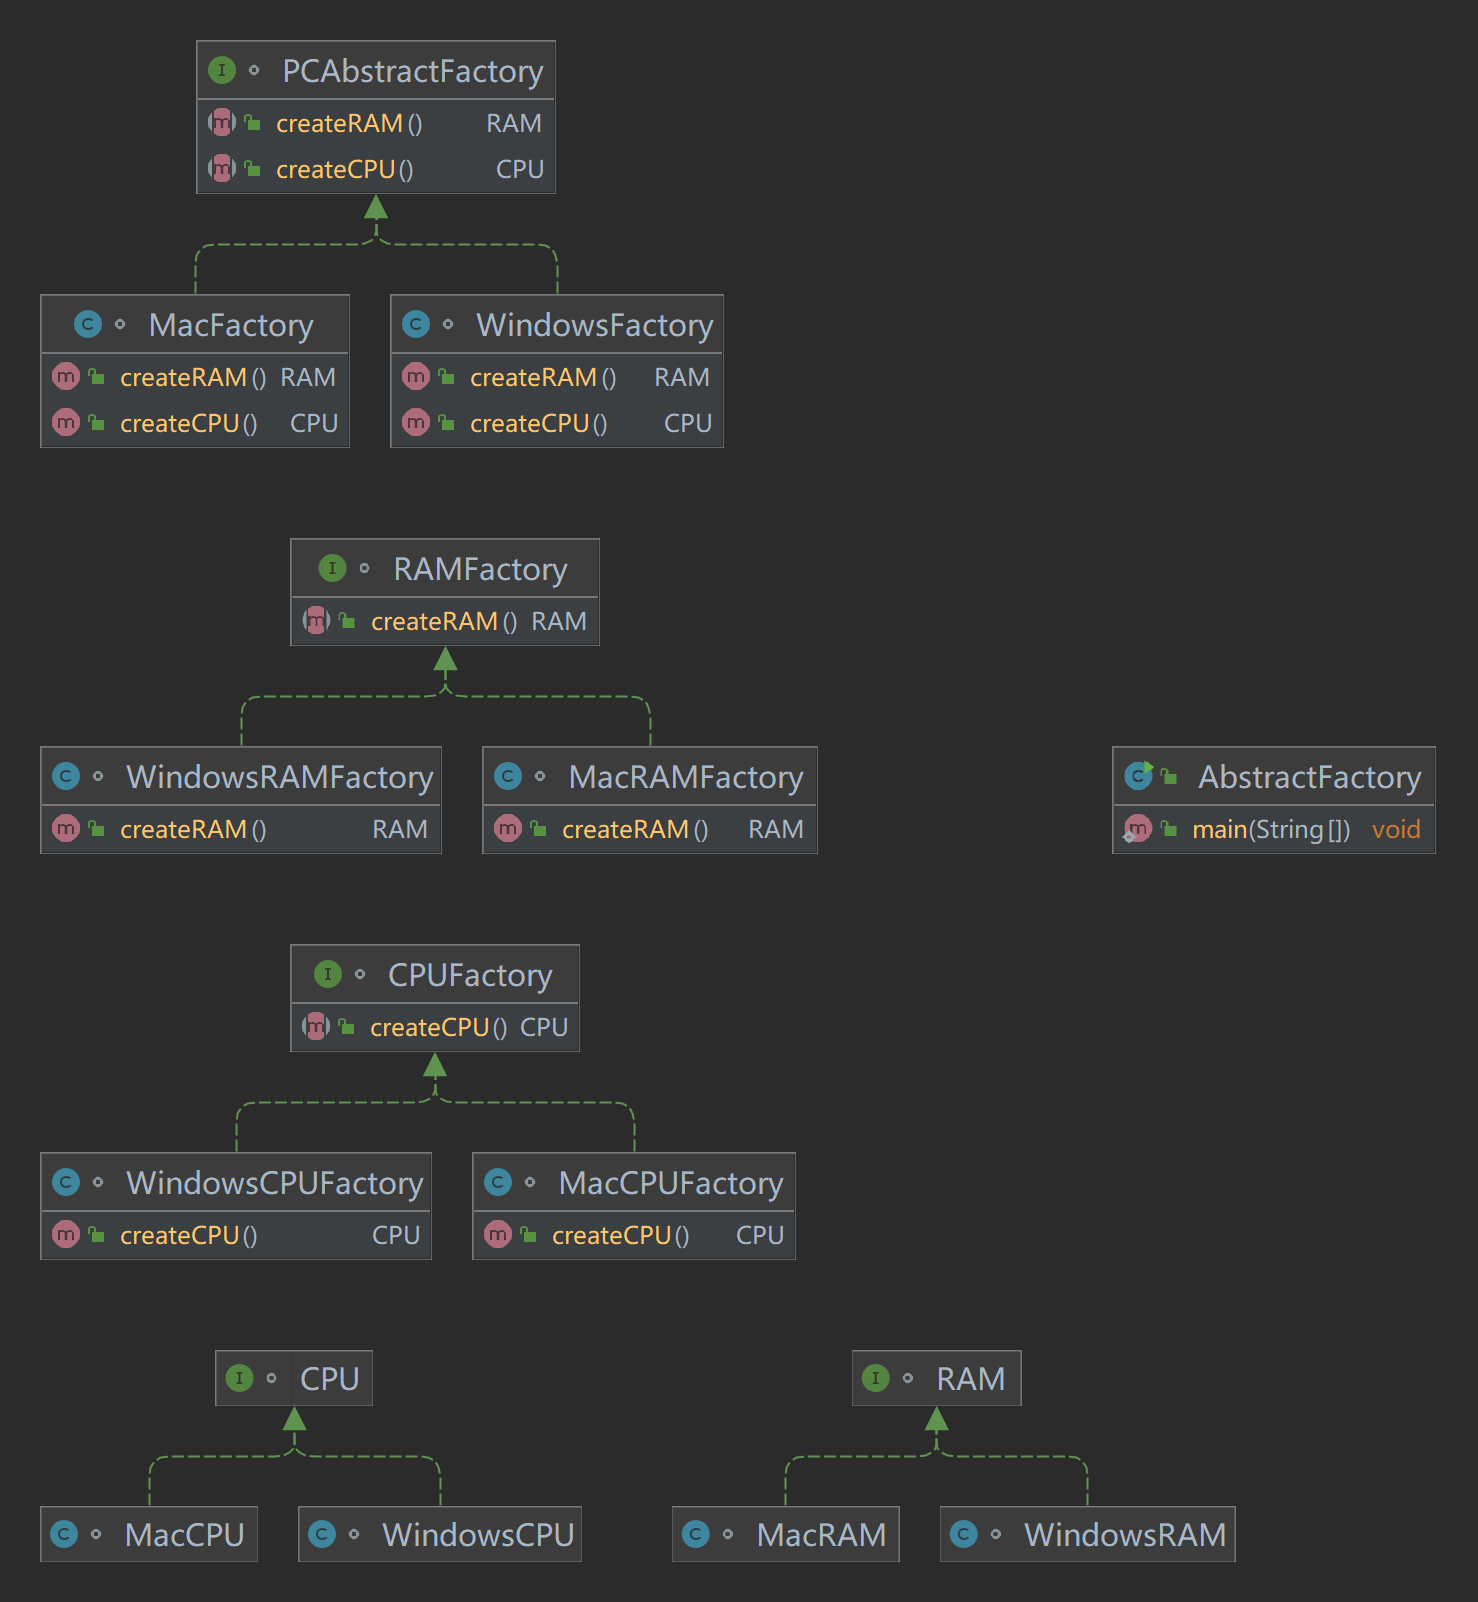 PCAbstractFactory
createRAM() RAM
createCPU() CPU
MacFactory
createRAM() RAM
createCPU() CPU
WindowsFactory
createRAM() RAM
createCPU() CPU
RAMFactory
createRAM() RAM
WindowsRAMFactory
createRAM() RAM
MacRAMFactory
createRAM() RAM
AbstractFactory
main(String[]) void
CPUFactory
createCPU() CPU
WindowsCPUFactory
createCPU() CPU
MacCPUFactory
createCPU() CPU
CPU
RAM
MacCPU
WindowsCPU
MacRAM
WindowsRAM